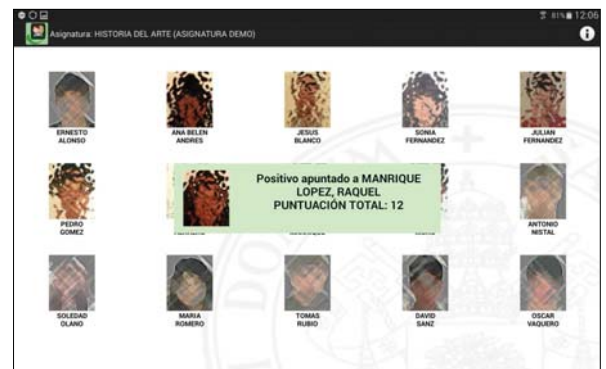 81% 12:06
Asignatura: HISTORIA DEL ARTE (ASIGNATURA DEMO)
ERNESTO
ALONSO
ANA BELEN
ANDRES
JESUS
BLANCO
SONIA
FERNANDEZ
JULIAN
FERNANDEZ
Positivo apuntado a MANRIQUE
LOPEZ, RAQUEL
PUNTUACIÓN TOTAL: 12
PEDRO
GOMEZ
ANTONIO
NISTAL
SOLEDAD
OLANO
MARIA
ROMERO
TOMAS
RUBIO
DAVID
SANZ
OSCAR
VAQUERO